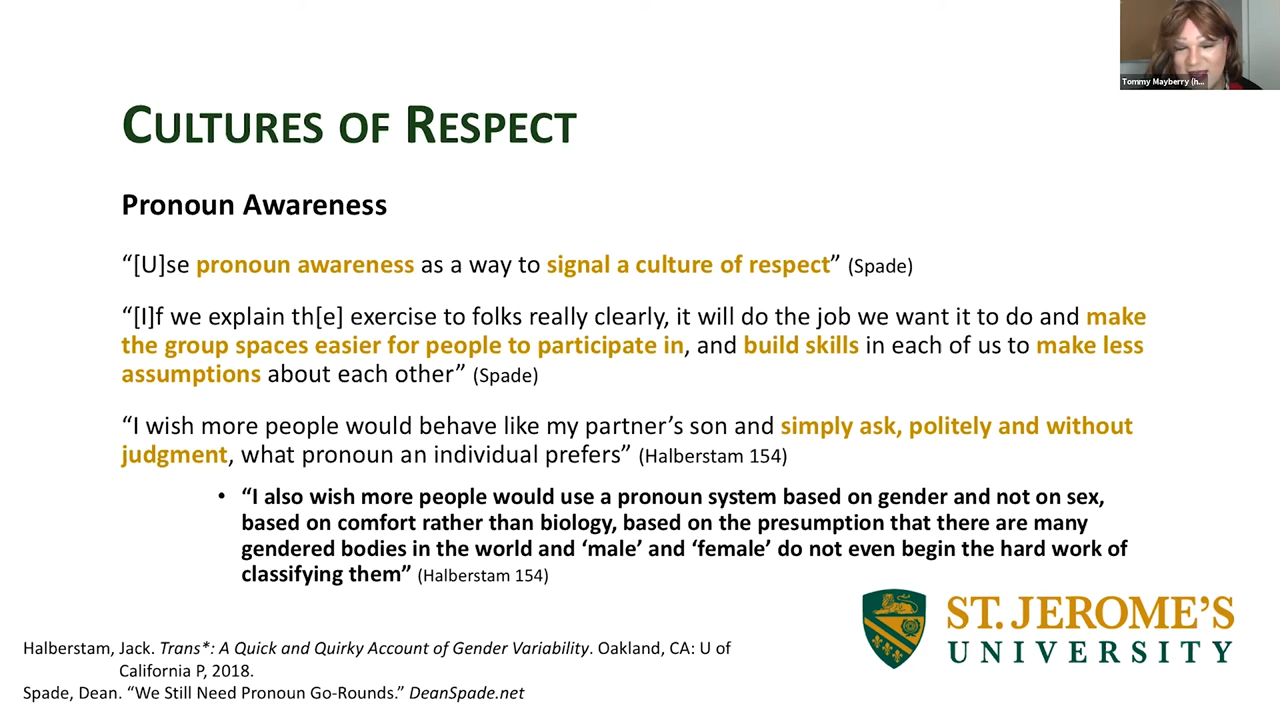 Tommy Mayberry (h...
CULTURES OF RESPECT
Pronoun Awareness
“[U]se pronoun awareness as a way to signal a culture of respect” (Spade)
“[I]f we explain th[e] exercise to folks really clearly, it will do the job we want it to do and make
the group spaces easier for people to participate in, and build skills in each of us to make less
assumptions about each other” (Spade)
“I wish more people would behave like my partner’s son and simply ask, politely and without
judgment, what pronoun an individual prefers” (Halberstam 154)
• “I also wish more people would use a pronoun system based on gender and not on sex,
based on comfort rather than biology, based on the presumption that there are many
gendered bodies in the world and ‘male’ and ‘female’ do not even begin the hard work of
classifying them” (Halberstam 154)
ST. JEROME’S
UNIVERSITY
Halberstam, Jack. Trans*: A Quick and Quirky Account of Gender Variability. Oakland, CA: U of
California P, 2018.
Spade, Dean. “We Still Need Pronoun Go-Rounds.” DeanSpade.net